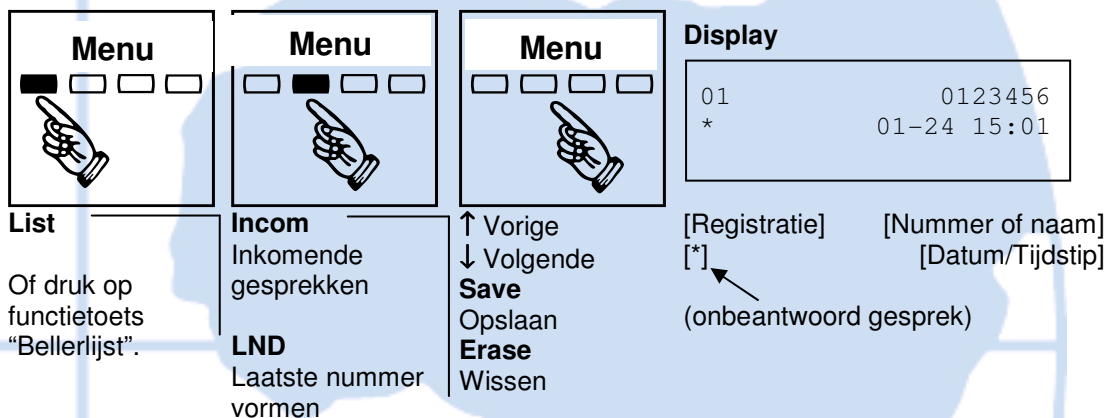 Menu
List
Of druk op
functietoets
“Bellerlijst”.
Menu
Incom
Inkomende
gesprekken
LND
Laatste nummer
vormen
Menu
↑ Vorige
↓ Volgende
Save
Opslaan
Erase
Wissen
Display
01 0123456
* 01-24 15:01
[Registratie] [Nummer of naam]
[*] [Datum/Tijdstip]
(onbeantwoord gesprek)